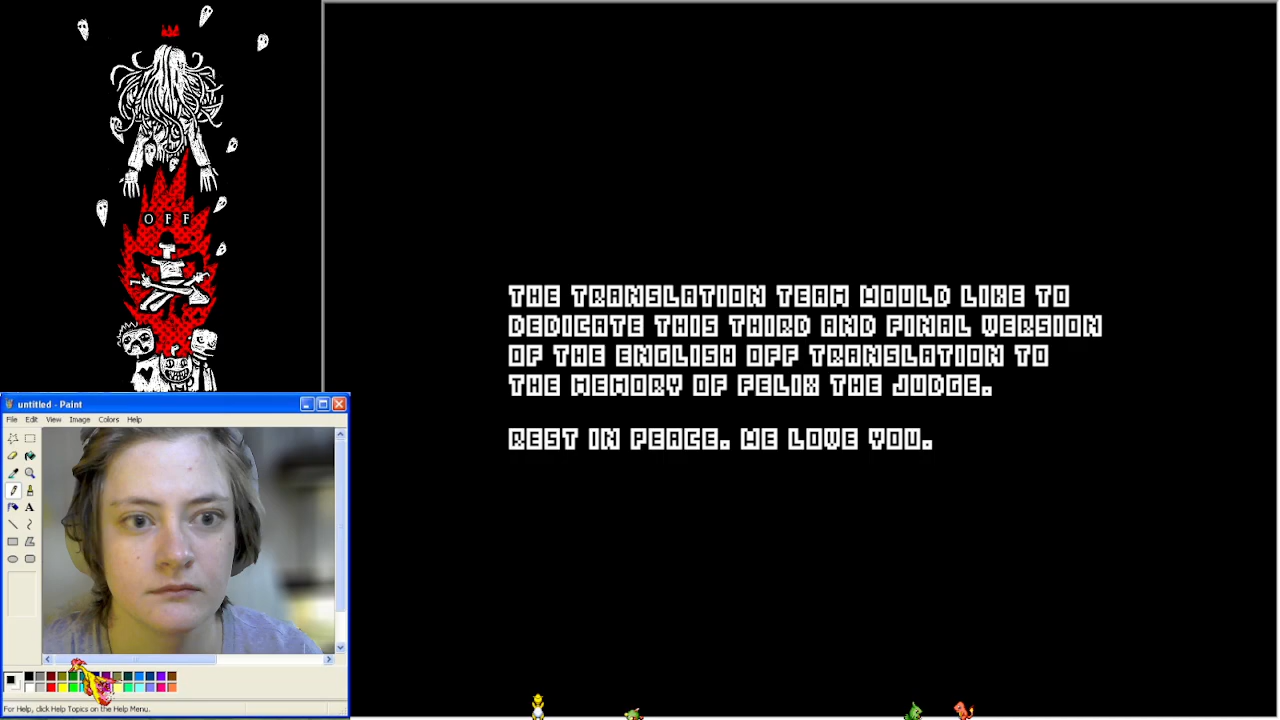 O F F
THE TRANSLATION TEAM WOULD LIKE TO
DEDICATE THIS THIRD AND FINAL VERSION
OF THE ENGLISH OFF TRANSLATION TO
THE MEMORY OF FELIX THE JUDGE.
REST IN PEACE. WE LOVE YOU.
untitled - Paint
File Edit View Image Colors Help
A
For Help, click Help Topics on the Help Menu.